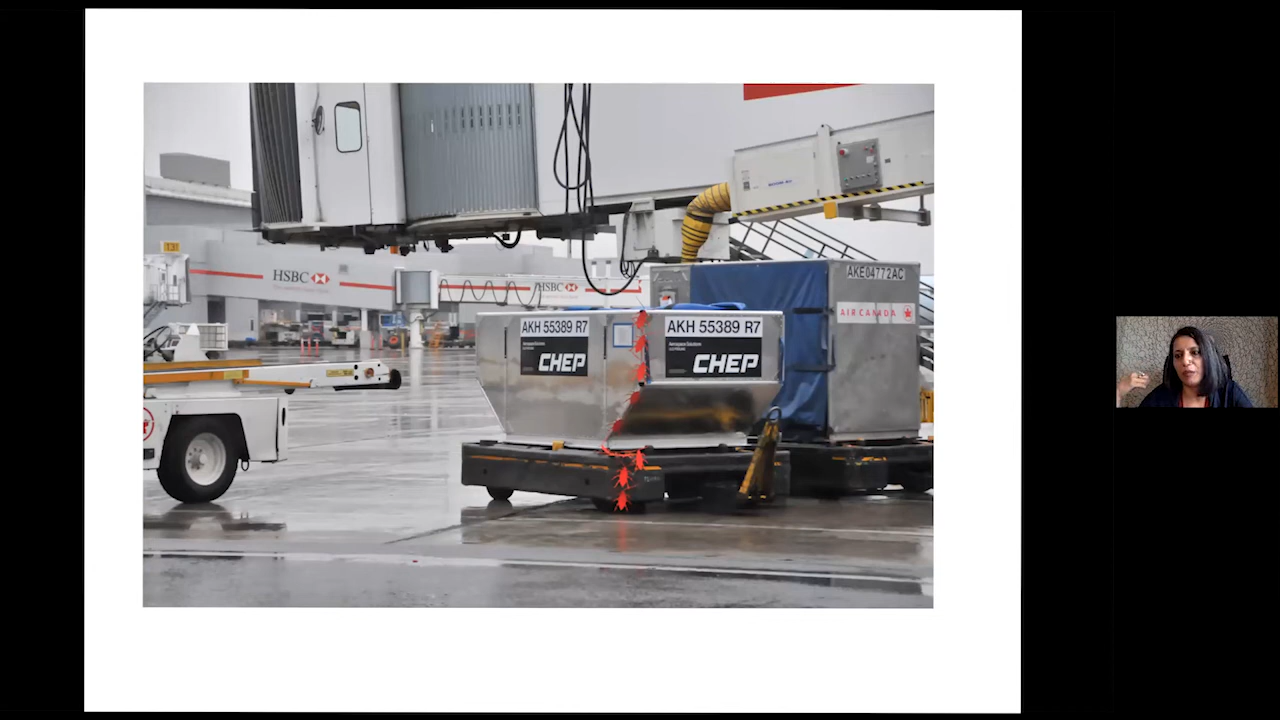 AKE04772AC
AIR CANADA
HSBC
HSBC
AKH 55389 R7
CHEP
AKH 55389 R7
CHEP